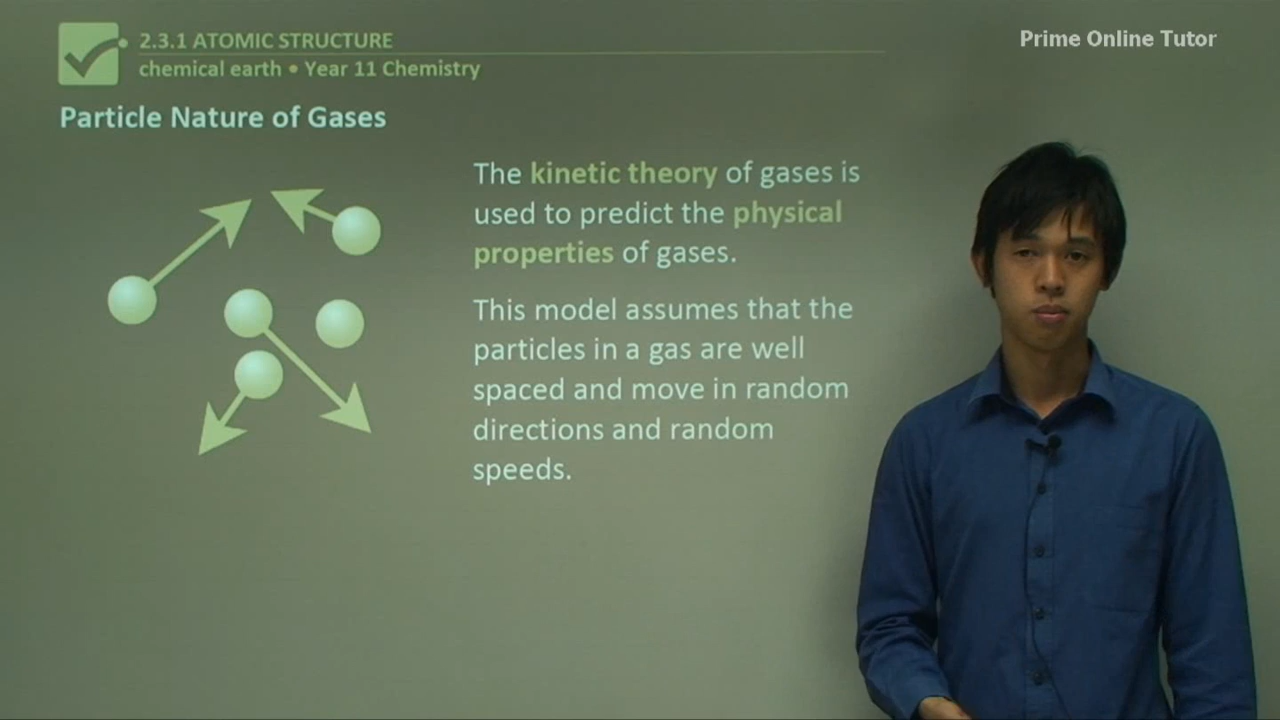 2.3.1 ATOMIC STRUCTURE
chemical earth • Year 11 Chemistry
Prime Online Tutor
Particle Nature of Gases
The kinetic theory of gases is
used to predict the physical
properties of gases.
This model assumes that the
particles in a gas are well
spaced and move in random
directions and random
speeds.